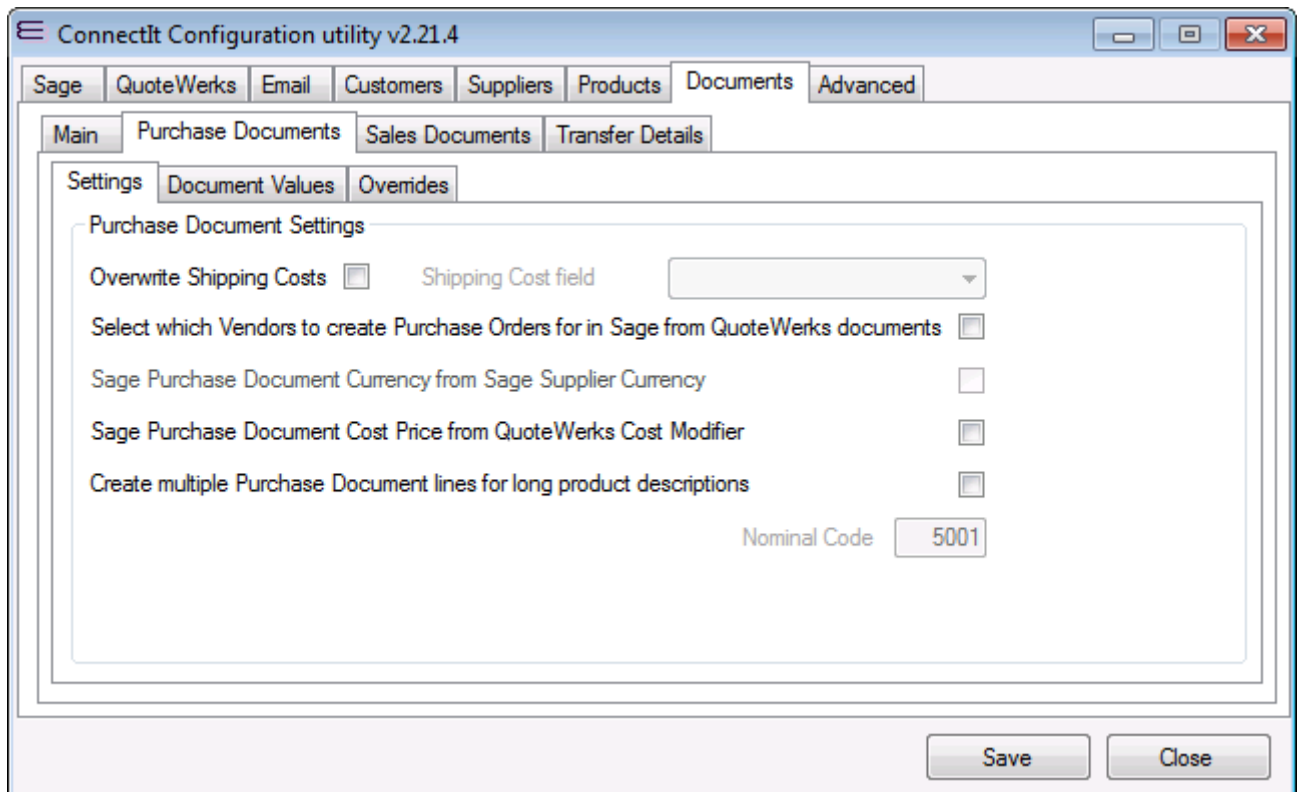 ConnectIt Configuration utility v2.21.4
Sage QuoteWerks Email Customers Suppliers Products Documents Advanced
Main Purchase Documents Sales Documents Transfer Details
Settings Document Values Overrides
Purchase Document Settings
Overwrite Shipping Costs Shipping Cost field
Select which Vendors to create Purchase Orders for in Sage from QuoteWerks documents
Sage Purchase Document Currency from Sage Supplier Currency
Sage Purchase Document Cost Price from QuoteWerks Cost Modifier
Create multiple Purchase Document lines for long product descriptions
Nominal Code 5001
Save Close